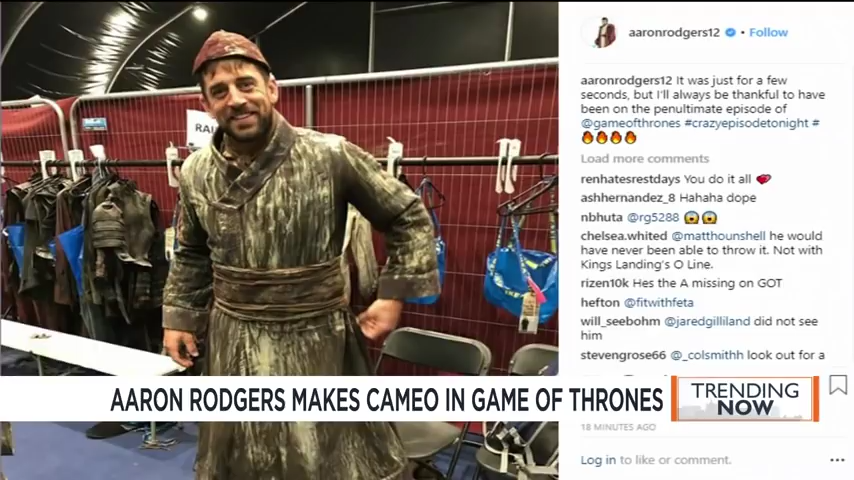 RAI
aaronrodgers12 • Follow
aaronrodgers12 It was just for a few
seconds, but I'll always be thankful to have
been on the penultimate episode of
@gameofthrones #crazyepisodetonight #
🔥🔥🔥🔥
Load more comments
renhatesrestdays You do it all 💘
ashhernandez_8 Hahaha dope
nbhuta @rg5288 😱😱
chelsea.whited @matthounshell he would
have never been able to throw it. Not with
Kings Landing's O Line.
rizen10k Hes the A missing on GOT
hefton @fitwithfeta
will_seebohm @jaredgilliland did not see
him
stevengrose66 @_colsmithh look out for a
AARON RODGERS MAKES CAMEO IN GAME OF THRONES
TRENDING
NOW
18 MINUTES AGO
Log in to like or comment.